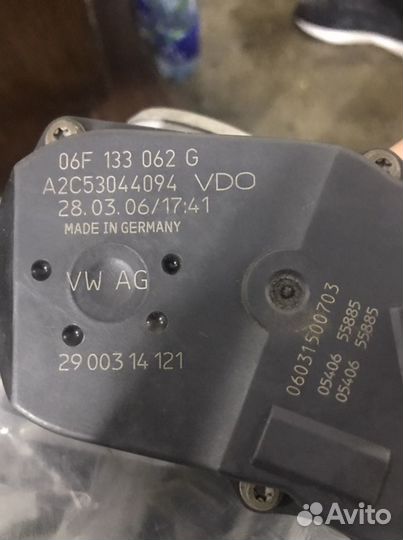 06F 133 062 G
A2C53044094 VDO
28.03.06/17:41
MADE IN GERMANY
VW AG
29 003 14 121
06031500703
05406 55885
05406 55885
Avito